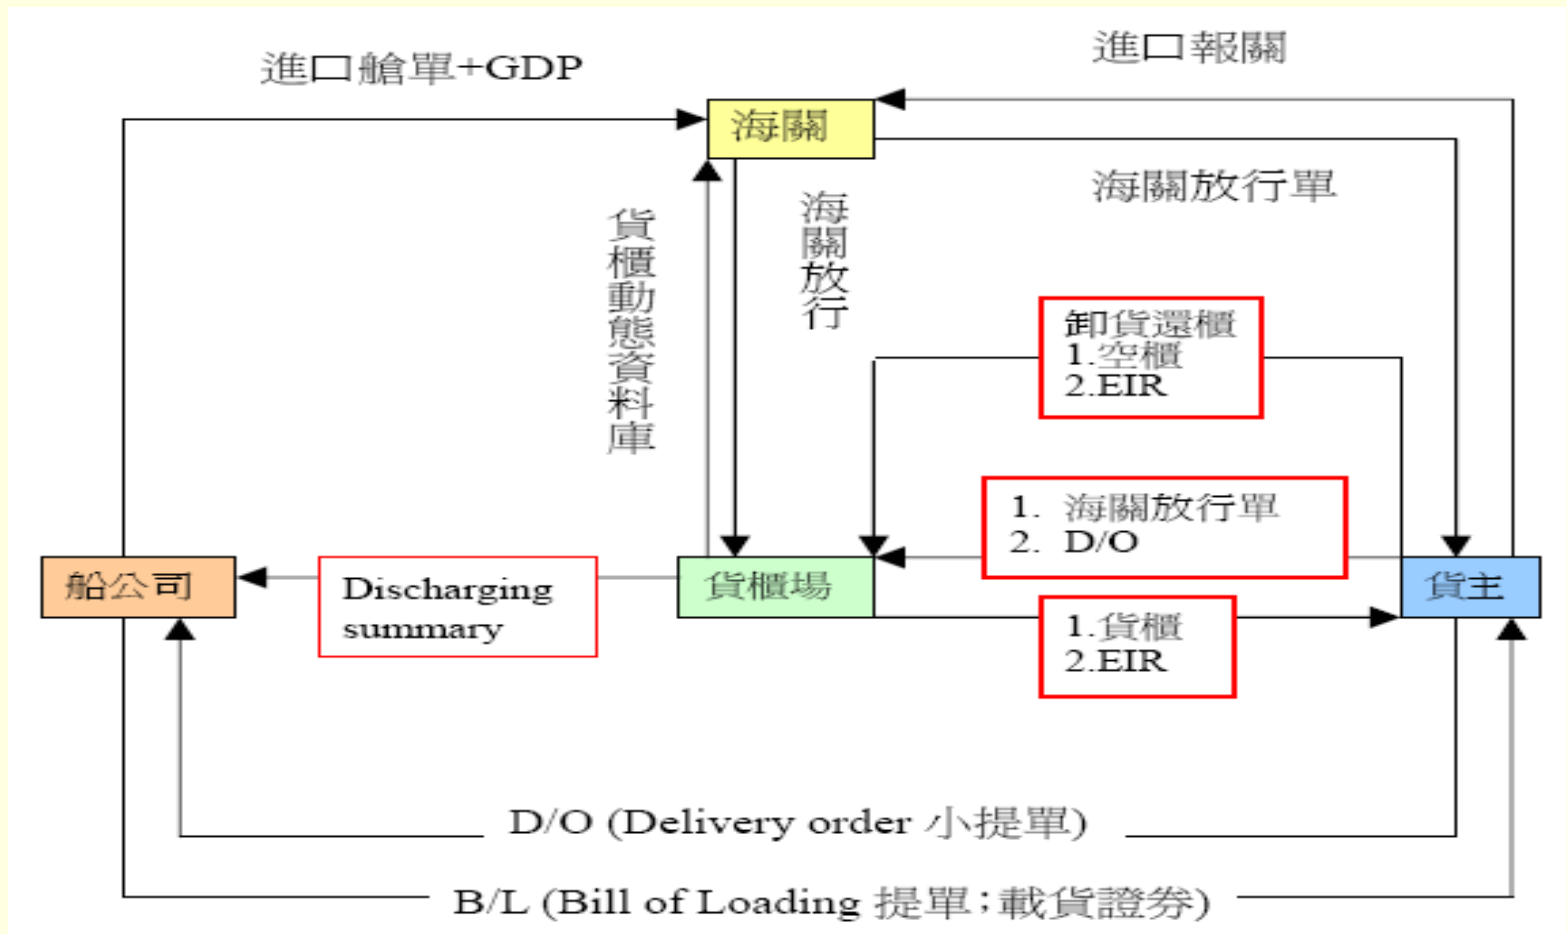 進口艙單+GDP
進口報關
海關
海關放行單
海關放行
貨櫃動態資料庫
卸貨還櫃
1.空櫃
2.EIR
1. 海關放行單
2. D/O
船公司
Discharging
summary
貨櫃場
貨主
1.貨櫃
2.EIR
D/O (Delivery order 小提單)
B/L (Bill of Loading 提單；載貨證券)